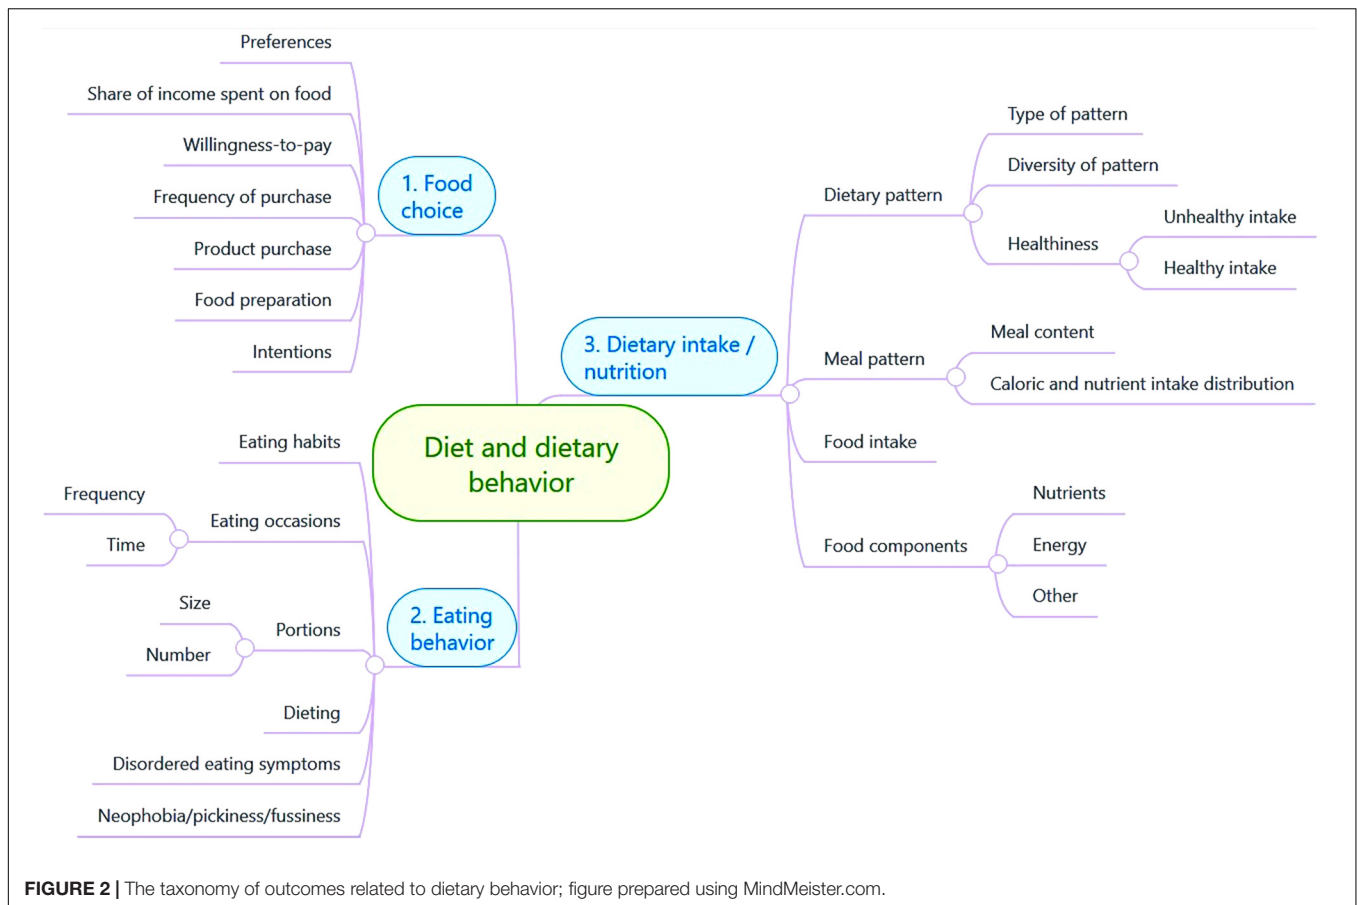 Preferences
Share of income spent on food
Willingness-to-pay
Frequency of purchase
Product purchase
Food preparation
Intentions
1. Food
choice
Eating habits
Frequency
Time
Eating occasions
Size
Number
Portions
Dieting
Disordered eating symptoms
Neophobia/pickiness/fussiness
2. Eating
behavior
Diet and dietary
behavior
3. Dietary intake /
nutrition
Dietary pattern
Type of pattern
Diversity of pattern
Healthiness
Unhealthy intake
Healthy intake
Meal pattern
Meal content
Caloric and nutrient intake distribution
Food intake
Food components
Nutrients
Energy
Other
FIGURE 2 | The taxonomy of outcomes related to dietary behavior; figure prepared using MindMeister.com.